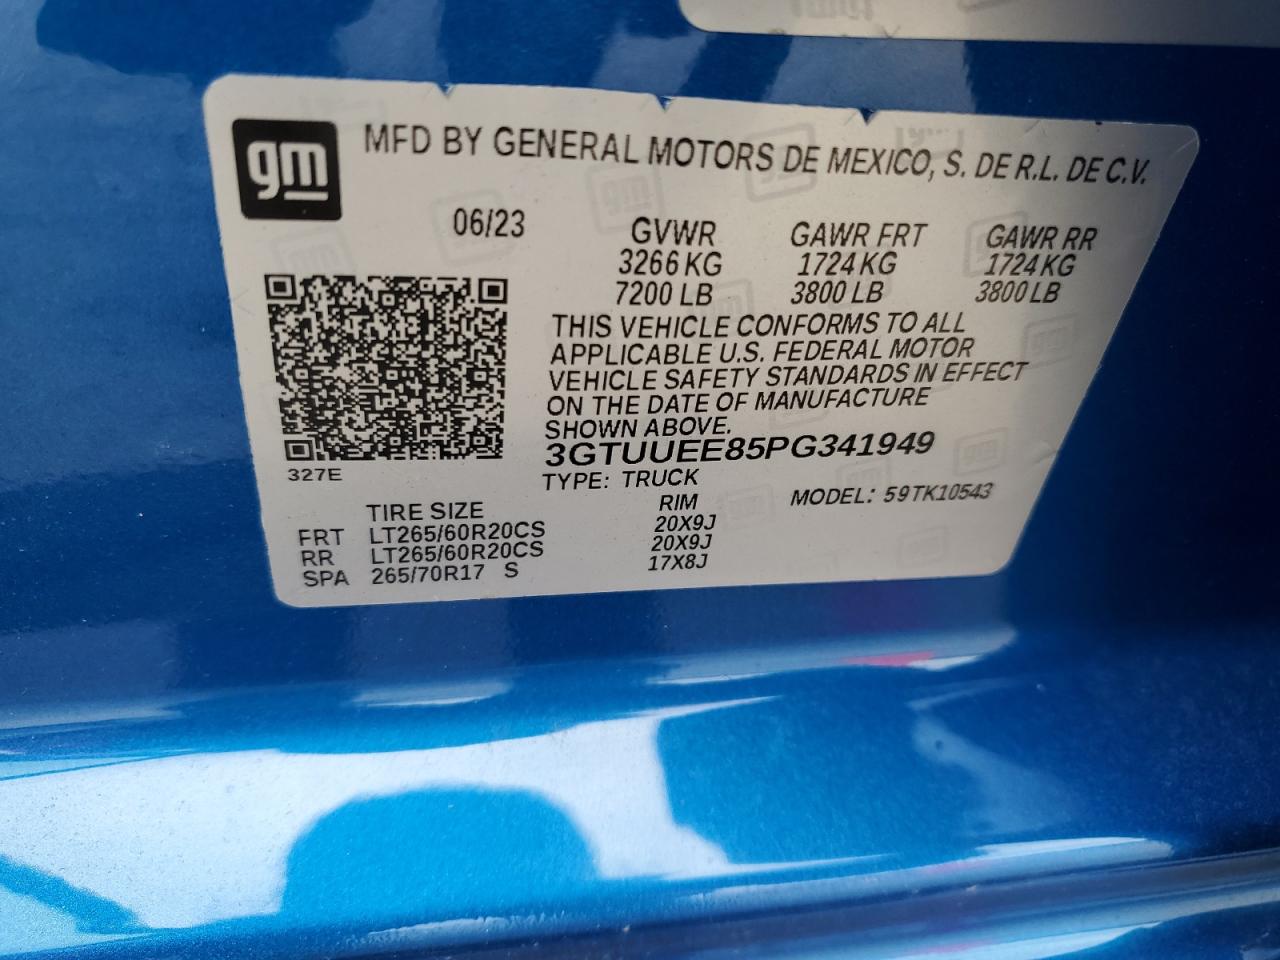 gm
MFD BY GENERAL MOTORS DE MEXICO, S. DE R.L. DE C.V.
06/23
GVWR GAWR FRT GAWR RR
3266 KG 1724 KG 1724 KG
7200 LB 3800 LB 3800 LB
THIS VEHICLE CONFORMS TO ALL
APPLICABLE U.S. FEDERAL MOTOR
VEHICLE SAFETY STANDARDS IN EFFECT
ON THE DATE OF MANUFACTURE
SHOWN ABOVE.
3GTUUEE85PG341949
327E
TYPE: TRUCK
MODEL: 59TK10543
TIRE SIZE RIM
FRT LT265/60R20CS 20X9J
RR LT265/60R20CS 20X9J
SPA 265/70R17 S 17X8J